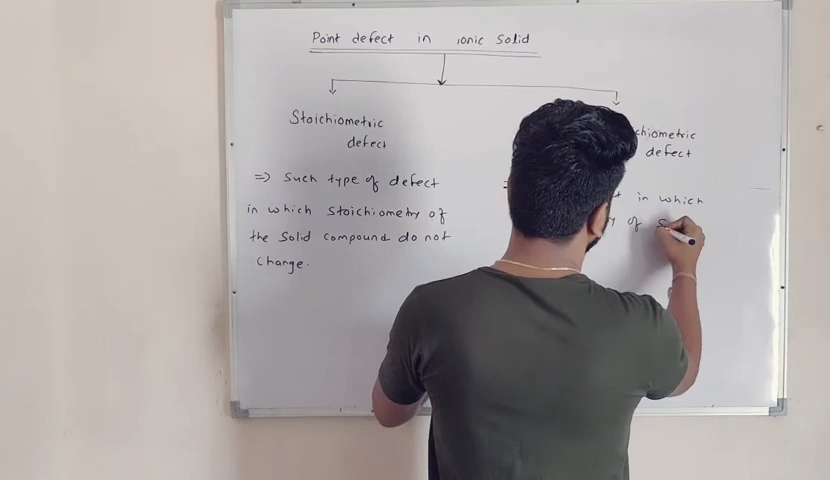 Point defect in ionic solid
Stoichiometric
defect
chiometric
defect
⇒ Such type of defect
in which stoichiometry of
the solid compound do not
change.
in which
of